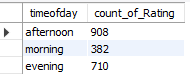 timeofday count_of_Rating
afternoon 908
morning 382
evening 710